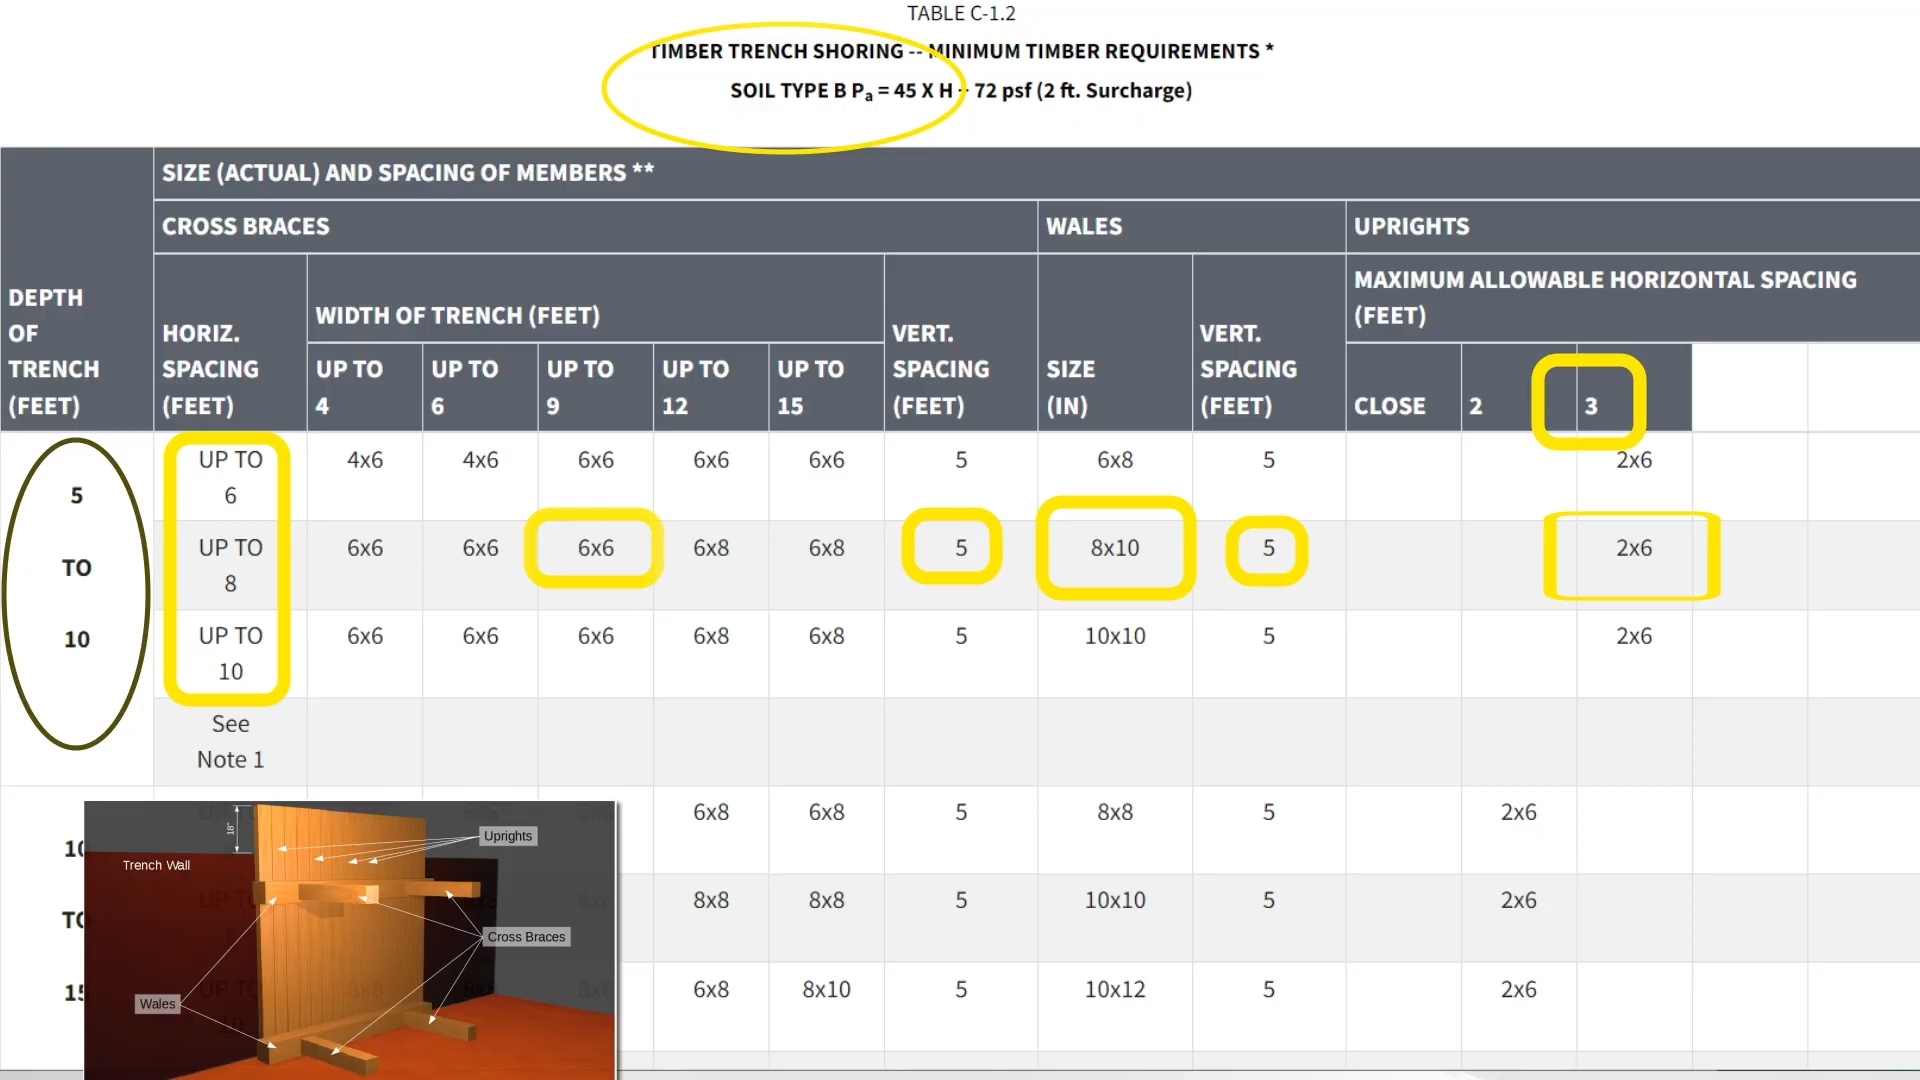 TABLE C-1.2
TIMBER TRENCH SHORING -- MINIMUM TIMBER REQUIREMENTS *
SOIL TYPE B Pa = 45 X H + 72 psf (2 ft. Surcharge)
SIZE (ACTUAL) AND SPACING OF MEMBERS **
CROSS BRACES WALES UPRIGHTS
DEPTH OF TRENCH (FEET)
HORIZ. SPACING (FEET)
WIDTH OF TRENCH (FEET)
UP TO 4 UP TO 6 UP TO 9 UP TO 12 UP TO 15
VERT. SPACING (FEET)
SIZE (IN)
VERT. SPACING (FEET)
MAXIMUM ALLOWABLE HORIZONTAL SPACING (FEET)
CLOSE 2 3
5 TO 10
UP TO 6 4x6 4x6 6x6 6x6 6x6 5 6x8 5 2x6
UP TO 8 6x6 6x6 6x6 6x8 6x8 5 8x10 5 2x6
UP TO 10 6x6 6x6 6x6 6x8 6x8 5 10x10 5 2x6
See Note 1
10 TO 15
6x8 6x8 5 8x8 5 2x6
8x8 8x8 5 10x10 5 2x6
6x8 8x10 5 10x12 5 2x6
18"
Uprights
Trench Wall
Cross Braces
Wales